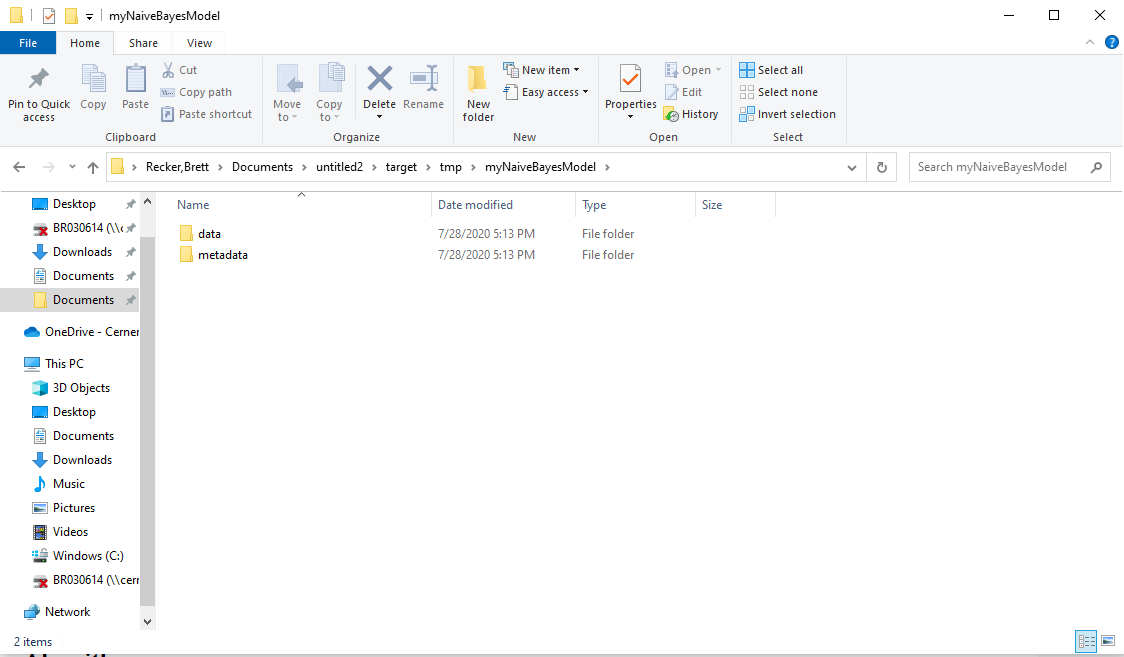 myNaiveBayesModel
File Home Share View
Pin to Quick access
Copy
Paste
Cut
Copy path
Paste shortcut
Clipboard
Move to
Copy to
Delete
Rename
Organize
New folder
New item
Easy access
New
Properties
Open
Edit
History
Open
Select all
Select none
Invert selection
Select
Recker,Brett > Documents > untitled2 > target > tmp > myNaiveBayesModel >
Search myNaiveBayesModel
Name Date modified Type Size
data 7/28/2020 5:13 PM File folder
metadata 7/28/2020 5:13 PM File folder
Desktop
BR030614 (\\c
Downloads
Documents
Documents
OneDrive - Cerner
This PC
3D Objects
Desktop
Documents
Downloads
Music
Pictures
Videos
Windows (C:)
BR030614 (\\cerr
Network
2 items